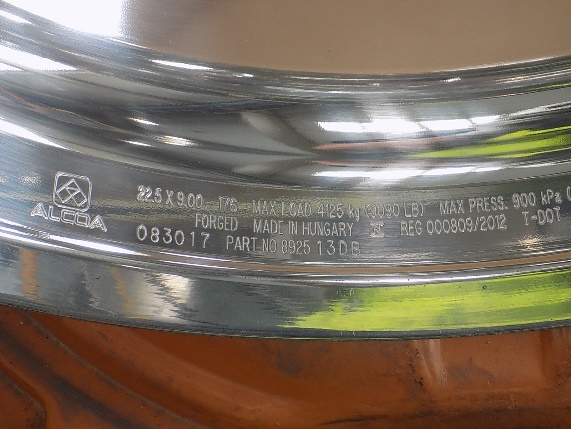 ALCOA
22.5 X 9.00 T/6 MAX LOAD 4125 kg (9090 LB) MAX PRESS. 900 kPa (
FORGED MADE IN HUNGARY REG 000809/2012 T-DOT
083017 PART.NO 8925 13DB